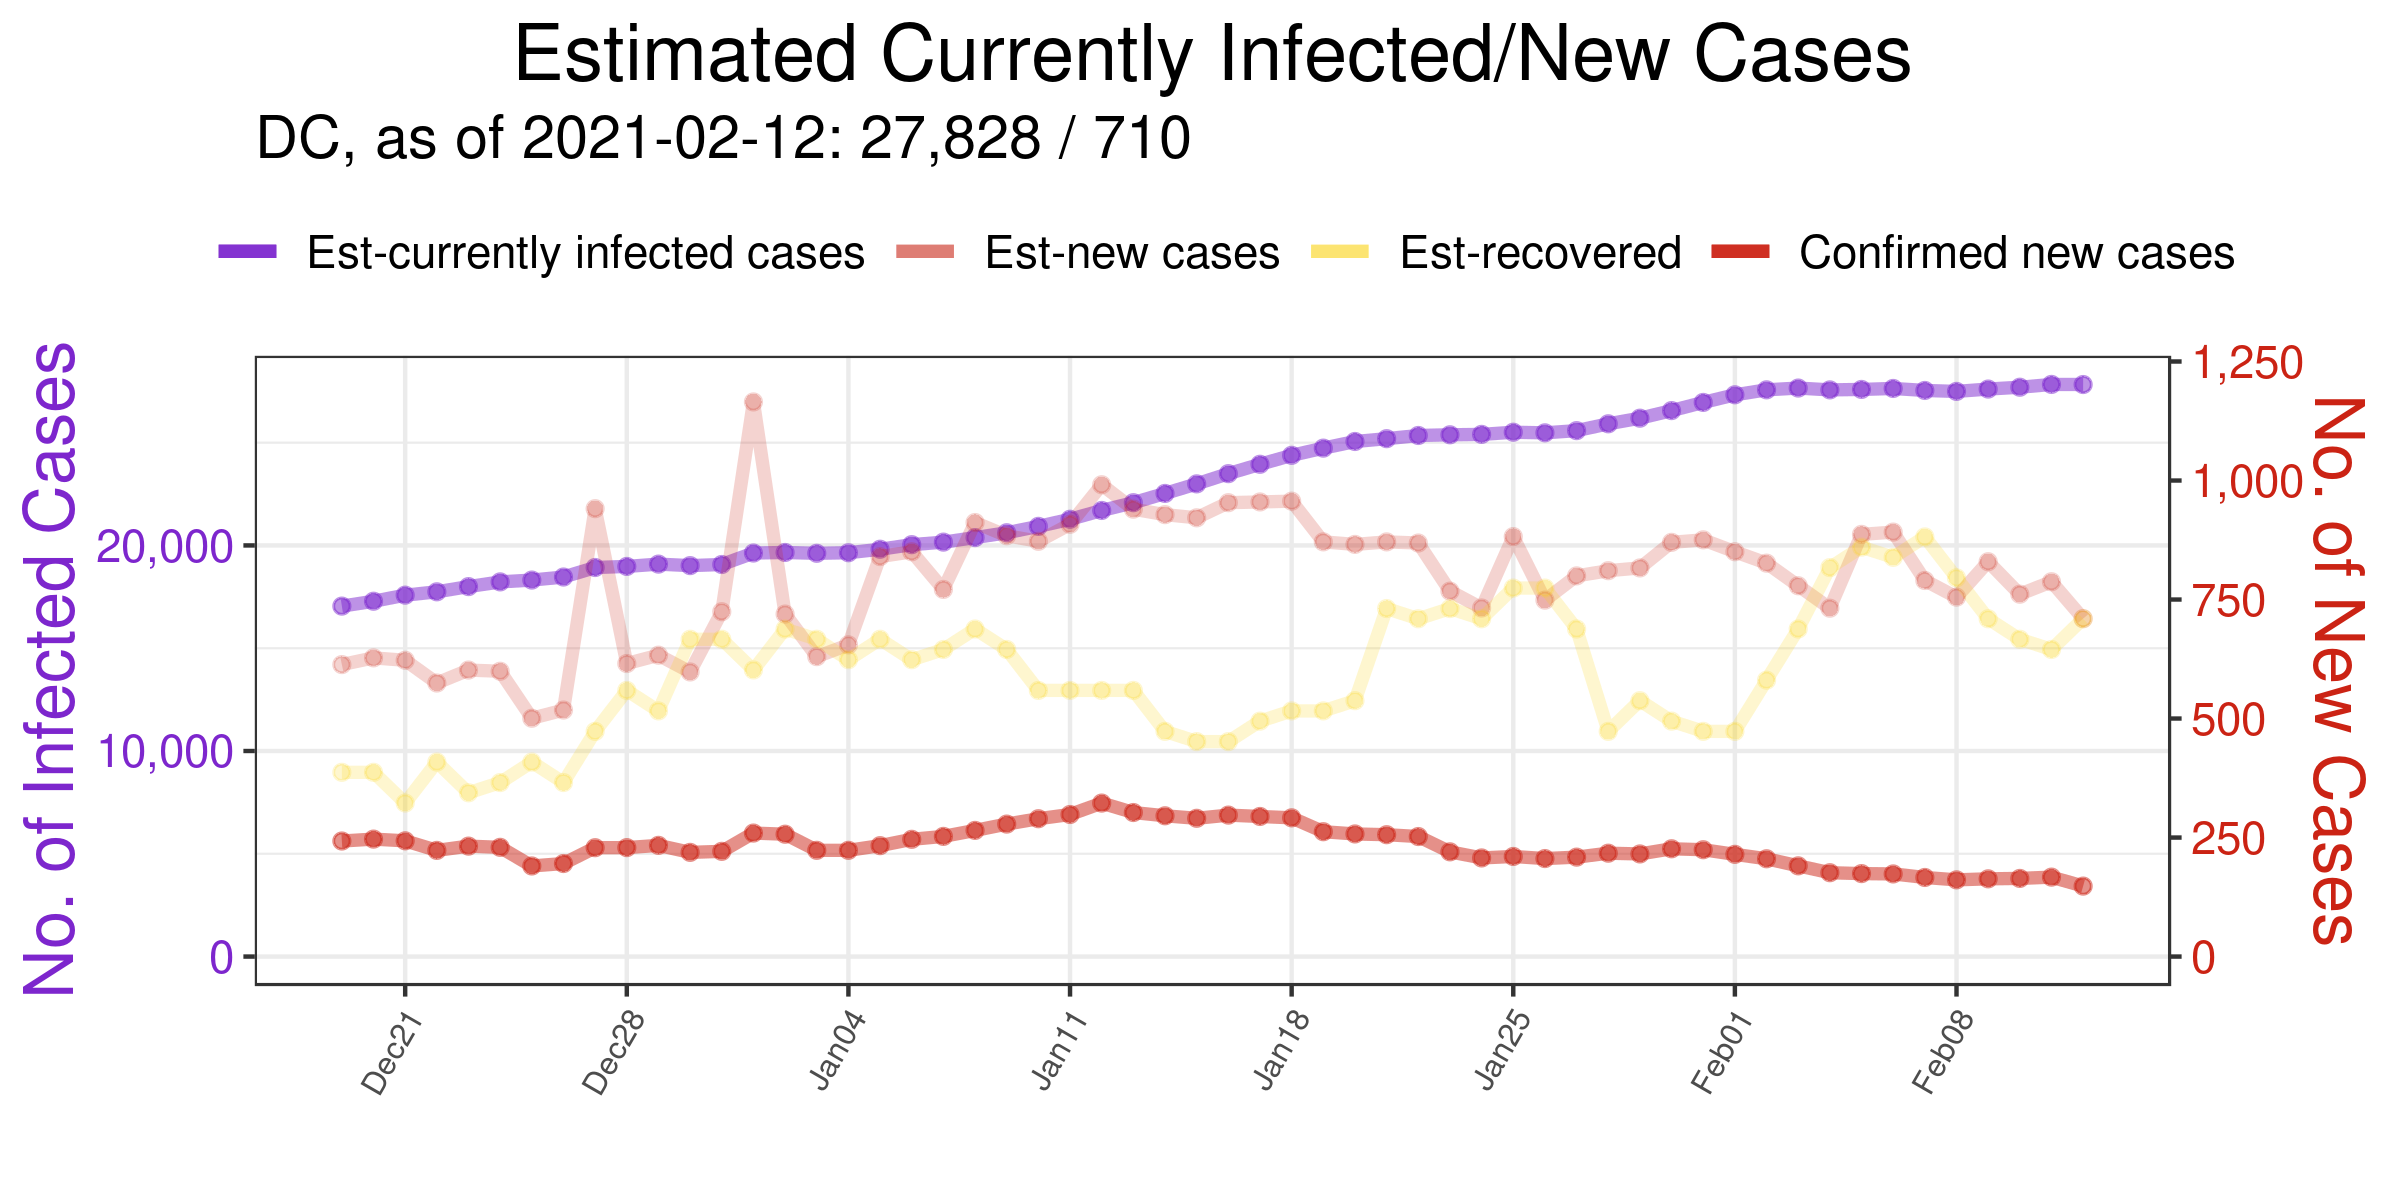 Estimated Currently Infected/New Cases
DC, as of 2021-02-12: 27,828 / 710
Est-currently infected cases Est-new cases Est-recovered Confirmed new cases
No. of Infected Cases
20,000
10,000
0
1,250
1,000
750
500
250
0
No. of New Cases
Dec21 Dec28 Jan04 Jan11 Jan18 Jan25 Feb01 Feb08